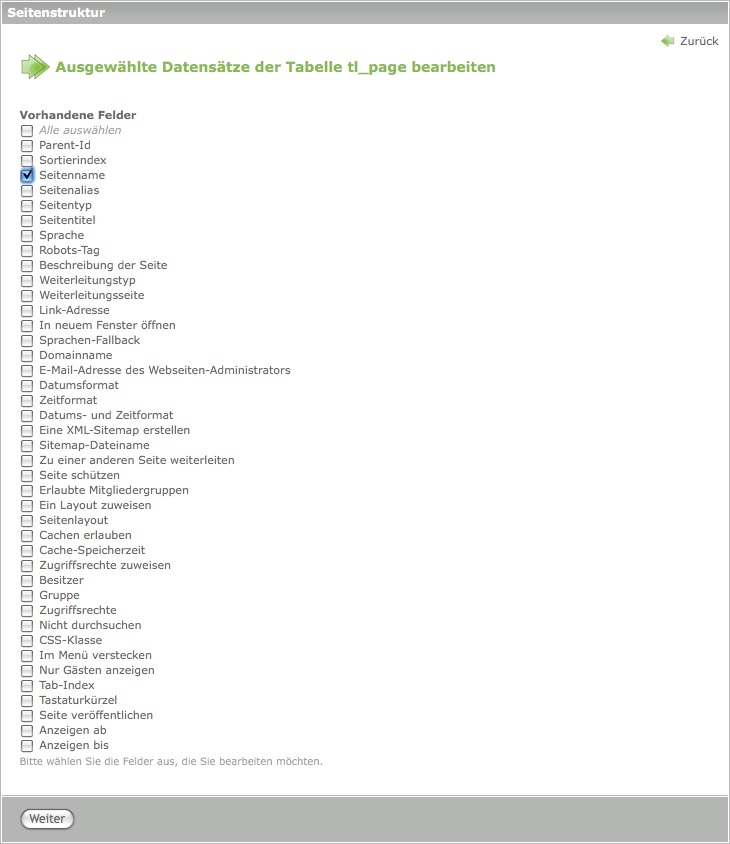 Seitenstruktur
Zurück
Ausgewählte Datensätze der Tabelle tl_page bearbeiten
Vorhandene Felder
Alle auswählen
Parent-Id
Sortierindex
Seitenname
Seitenalias
Seitentyp
Seitentitel
Sprache
Robots-Tag
Beschreibung der Seite
Weiterleitungstyp
Weiterleitungsseite
Link-Adresse
In neuem Fenster öffnen
Sprachen-Fallback
Domainname
E-Mail-Adresse des Webseiten-Administrators
Datumsformat
Zeitformat
Datums- und Zeitformat
Eine XML-Sitemap erstellen
Sitemap-Dateiname
Zu einer anderen Seite weiterleiten
Seite schützen
Erlaubte Mitgliedergruppen
Ein Layout zuweisen
Seitenlayout
Cachen erlauben
Cache-Speicherzeit
Zugriffsrechte zuweisen
Besitzer
Gruppe
Zugriffsrechte
Nicht durchsuchen
CSS-Klasse
Im Menü verstecken
Nur Gästen anzeigen
Tab-Index
Tastaturkürzel
Seite veröffentlichen
Anzeigen ab
Anzeigen bis
Bitte wählen Sie die Felder aus, die Sie bearbeiten möchten.
Weiter